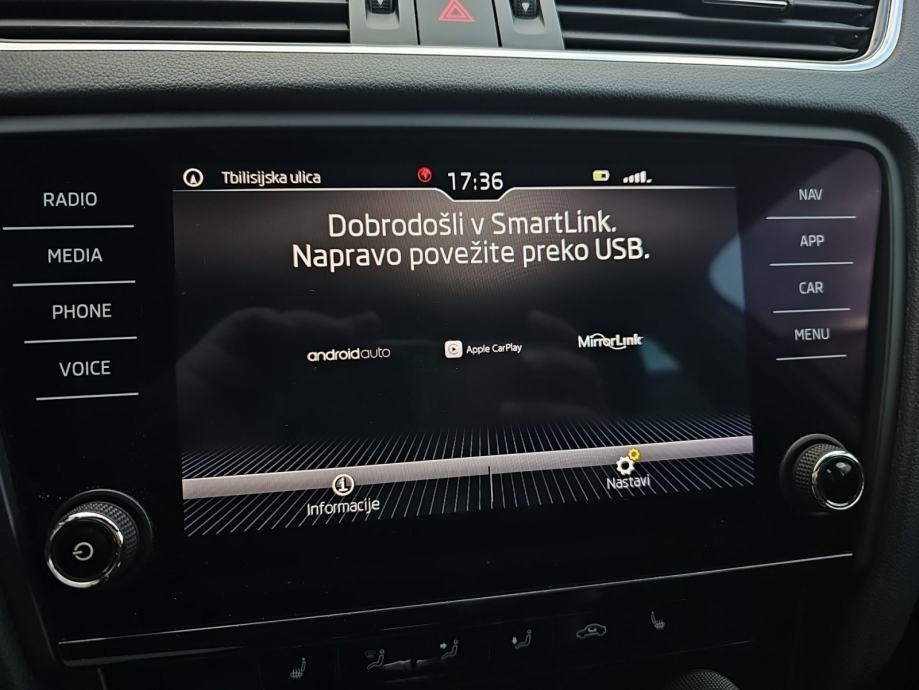 Tbilisijska ulica
17:36
RADIO
MEDIA
PHONE
VOICE
Dobrodošli v SmartLink.
Napravo povežite preko USB.
androidauto
Apple CarPlay
MirrorLink
Informacije
Nastavi
NAV
APP
CAR
MENU